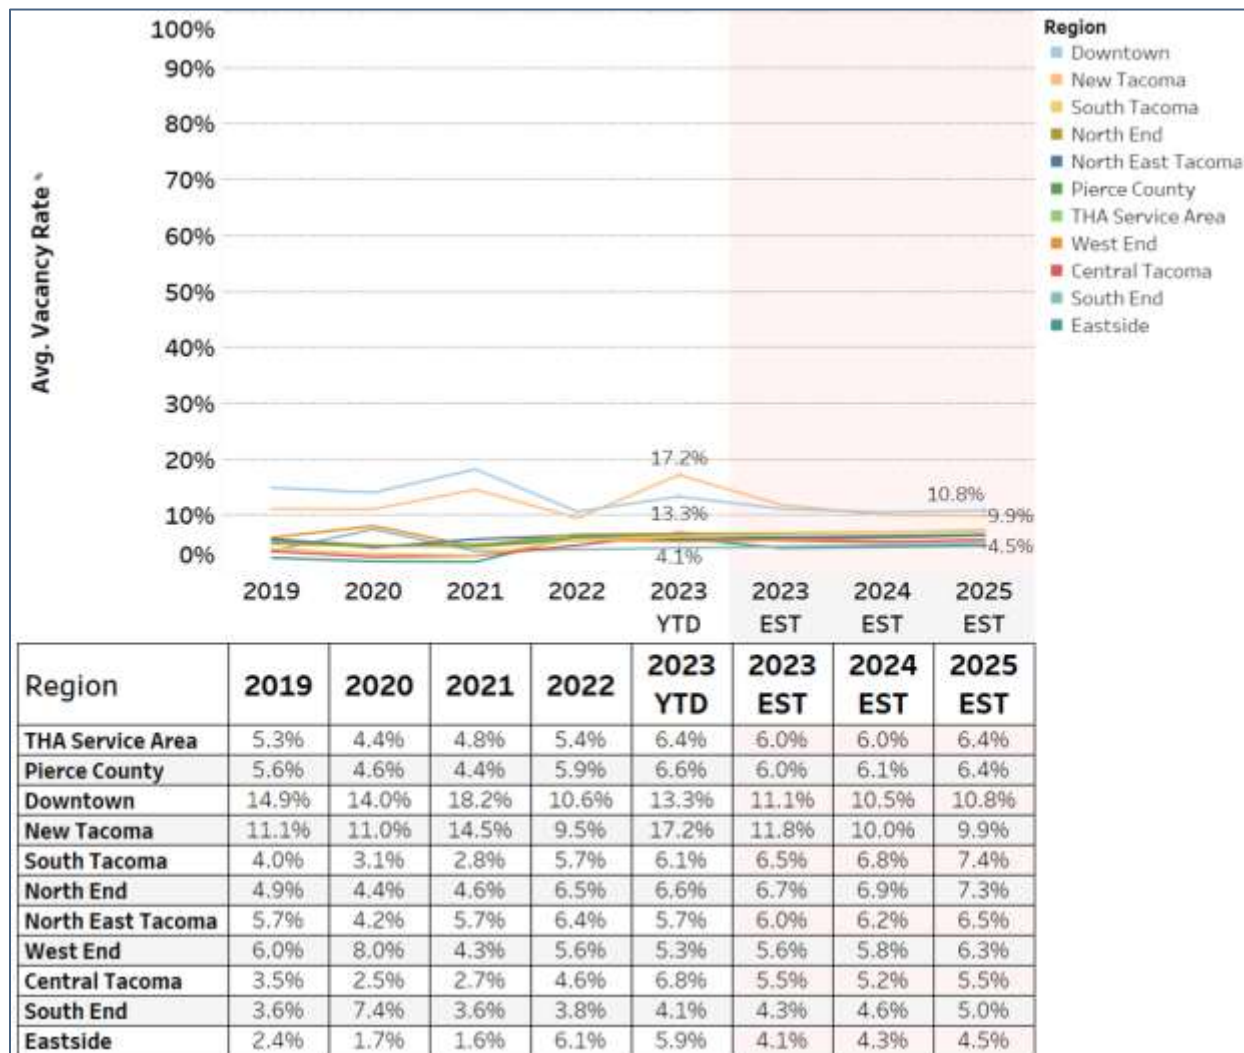 100%
90%
80%
70%
60%
50%
40%
30%
20%
10%
0%
Avg. Vacancy Rate
17.2%
13.3%
4.1%
10.8%
9.9%
4.5%
2019 2020 2021 2022 2023 2023 2024 2025
YTD EST EST EST
Region
Downtown
New Tacoma
South Tacoma
North End
North East Tacoma
Pierce County
THA Service Area
West End
Central Tacoma
South End
Eastside
Region 2019 2020 2021 2022 2023 YTD 2023 EST 2024 EST 2025 EST
THA Service Area 5.3% 4.4% 4.8% 5.4% 6.4% 6.0% 6.0% 6.4%
Pierce County 5.6% 4.6% 4.4% 5.9% 6.6% 6.0% 6.1% 6.4%
Downtown 14.9% 14.0% 18.2% 10.6% 13.3% 11.1% 10.5% 10.8%
New Tacoma 11.1% 11.0% 14.5% 9.5% 17.2% 11.8% 10.0% 9.9%
South Tacoma 4.0% 3.1% 2.8% 5.7% 6.1% 6.5% 6.8% 7.4%
North End 4.9% 4.4% 4.6% 6.5% 6.6% 6.7% 6.9% 7.3%
North East Tacoma 5.7% 4.2% 5.7% 6.4% 5.7% 6.0% 6.2% 6.5%
West End 6.0% 8.0% 4.3% 5.6% 5.3% 5.6% 5.8% 6.3%
Central Tacoma 3.5% 2.5% 2.7% 4.6% 6.8% 5.5% 5.2% 5.5%
South End 3.6% 7.4% 3.6% 3.8% 4.1% 4.3% 4.6% 5.0%
Eastside 2.4% 1.7% 1.6% 6.1% 5.9% 4.1% 4.3% 4.5%